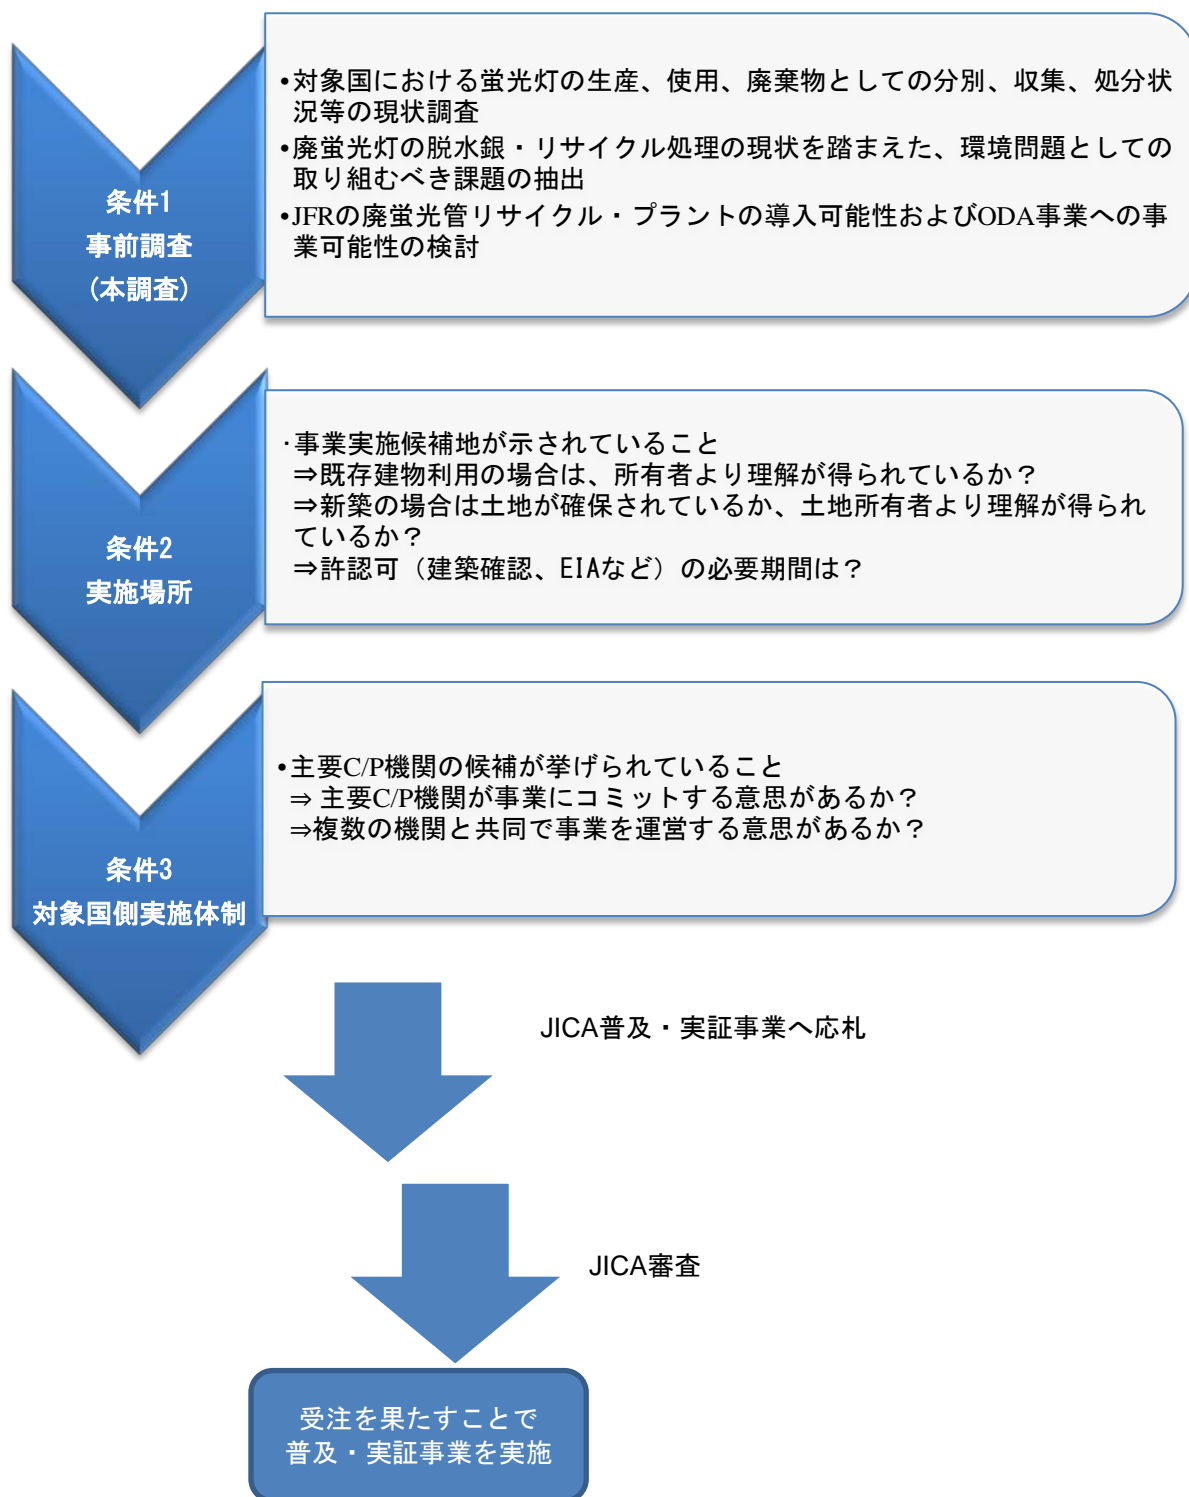 条件1
事前調査
(本調査)
•対象国における蛍光灯の生産、使用、廃棄物としての分別、収集、処分状
況等の現状調査
•廃蛍光灯の脱水銀・リサイクル処理の現状を踏まえた、環境問題としての
取り組むべき課題の抽出
•JFRの廃蛍光管リサイクル・プラントの導入可能性およびODA事業への事
業可能性の検討
条件2
実施場所
・事業実施候補地が示されていること
⇒既存建物利用の場合は、所有者より理解が得られているか？
⇒新築の場合は土地が確保されているか、土地所有者より理解が得られ
ているか？
⇒許認可（建築確認、EIAなど）の必要期間は？
条件3
対象国側実施体制
•主要C/P機関の候補が挙げられていること
⇒ 主要C/P機関が事業にコミットする意思があるか？
⇒複数の機関と共同で事業を運営する意思があるか？
JICA普及・実証事業へ応札
JICA審査
受注を果たすことで
普及・実証事業を実施